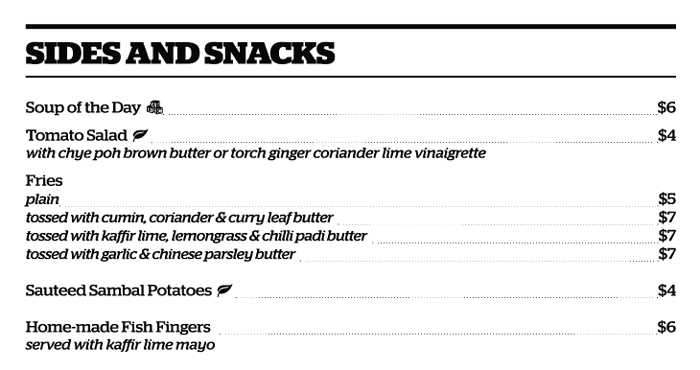 SIDES AND SNACKS
Soup of the Day $6
Tomato Salad $4
with chye poh brown butter or torch ginger coriander lime vinaigrette
Fries
plain $5
tossed with cumin, coriander & curry leaf butter $7
tossed with kaffir lime, lemongrass & chilli padi butter $7
tossed with garlic & chinese parsley butter $7
Sauteed Sambal Potatoes $4
Home-made Fish Fingers $6
served with kaffir lime mayo